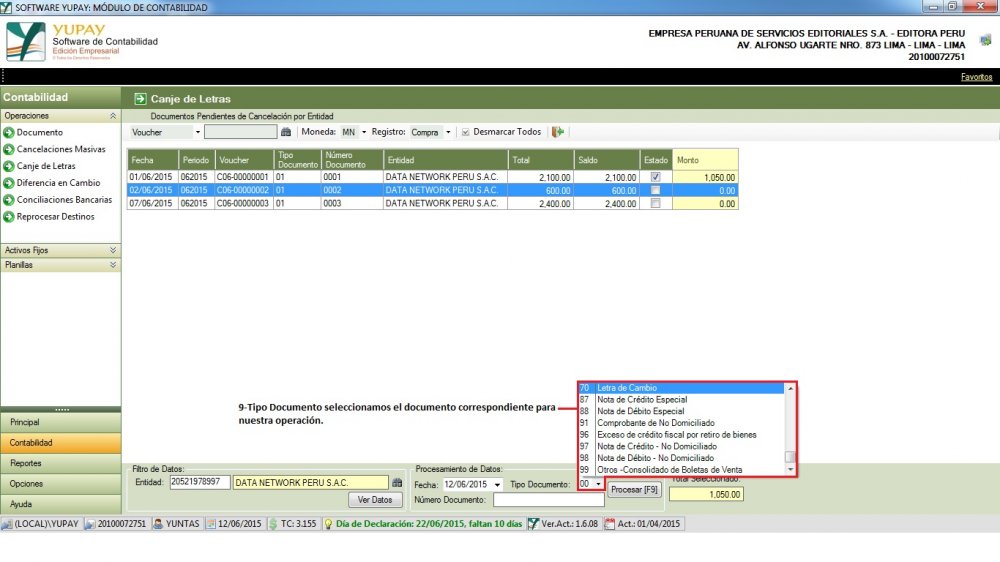 SOFTWARE YUPAY: MÓDULO DE CONTABILIDAD
YUPAY
Software de Contabilidad
Edición Empresarial
EMPRESA PERUANA DE SERVICIOS EDITORIALES S.A. - EDITORA PERU
AV. ALFONSO UGARTE NRO. 873 LIMA - LIMA - LIMA
20100072751
Favoritos
Contabilidad
Canje de Letras
Operaciones
Documentos Pendientes de Cancelación por Entidad
Documento
Cancelaciones Masivas
Canje de Letras
Diferencia en Cambio
Conciliaciones Bancarias
Reprocesar Destinos
Activos Fijos
Planillas
Voucher Moneda: MN Registro: Compra Desmarcar Todos
Fecha Periodo Voucher Tipo Documento Número Documento Entidad Total Saldo Estado Monto
01/06/2015 062015 C06-00000001 01 0001 DATA NETWORK PERU S.A.C. 2,100.00 2,100.00 1,050.00
02/06/2015 062015 C06-00000002 01 0002 DATA NETWORK PERU S.A.C. 600.00 600.00 0.00
07/06/2015 062015 C06-00000003 01 0003 DATA NETWORK PERU S.A.C. 2,400.00 2,400.00 0.00
9-Tipo Documento seleccionamos el documento correspondiente para
nuestra operación.
70 Letra de Cambio
87 Nota de Crédito Especial
88 Nota de Débito Especial
91 Comprobante de No Domiciliado
96 Exceso de crédito fiscal por retiro de bienes
97 Nota de Crédito - No Domiciliado
98 Nota de Débito - No Domiciliado
99 Otros -Consolidado de Boletas de Venta
Principal
Contabilidad
Reportes
Opciones
Ayuda
Filtro de Datos:
Entidad: 20521978997 DATA NETWORK PERU S.A.C.
Ver Datos
Procesamiento de Datos:
Fecha: 12/06/2015 Tipo Documento: 00
Número Documento:
Procesar [F9]
Total Seleccionado:
1,050.00
(LOCAL)\YUPAY 20100072751 YUNTAS 12/06/2015 TC: 3.155 Día de Declaración: 22/06/2015, faltan 10 días Ver.Act.: 1.6.08 Act.: 01/04/2015